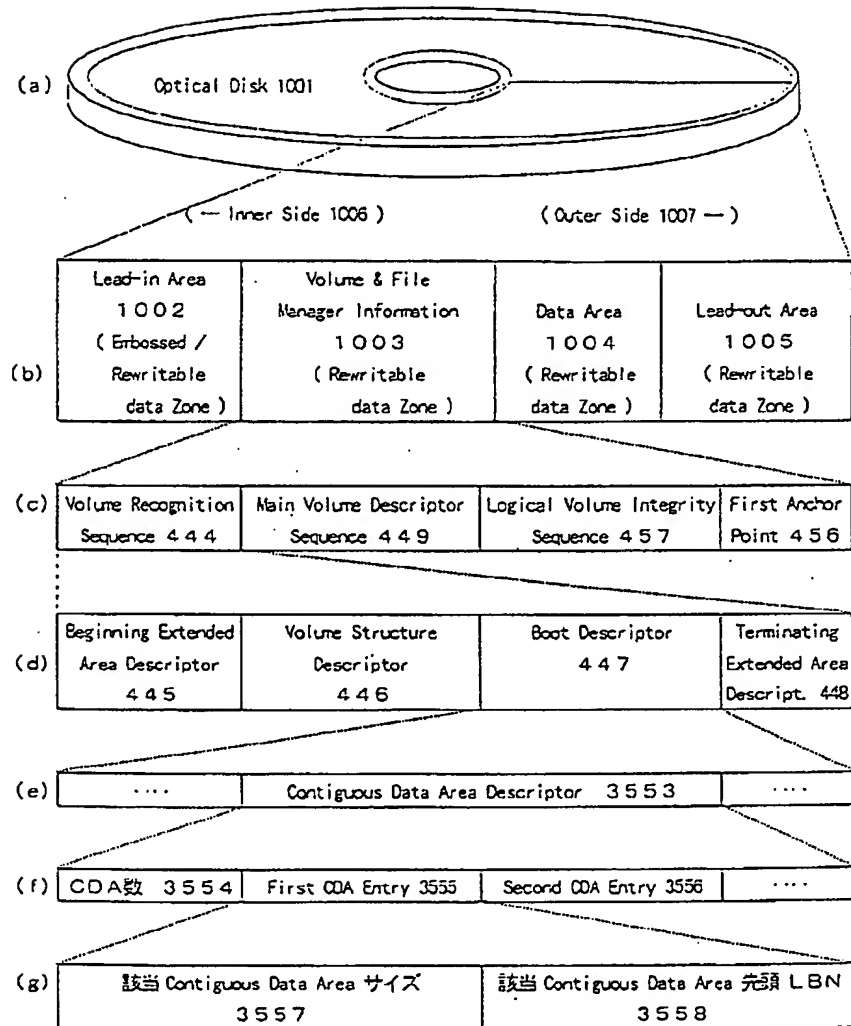 (a)
Optical Disk 1001
( ← Inner Side 1006 )
(Outer Side 1007 → )
(b)
Lead-in Area
1002
( Embossed /
Rewritable
data Zone )
Volume & File
Manager Information
1003
( Rewritable
data Zone )
Data Area
1004
( Rewritable
data Zone )
Lead-out Area
1005
( Rewritable
data Zone )
(c)
Volume Recognition
Sequence 444
Main Volume Descriptor
Sequence 449
Logical Volume Integrity
Sequence 457
First Anchor
Point 456
(d)
Beginning Extended
Area Descriptor
445
Volume Structure
Descriptor
446
Boot Descriptor
447
Terminating
Extended Area
Descript. 448
(e)
....
Contiguous Data Area Descriptor 3553
....
(f)
CDA数 3554
First CDA Entry 3555
Second CDA Entry 3556
....
(g)
該当 Contiguous Data Area サイズ
3557
該当 Contiguous Data Area 先頭 LBN
3558